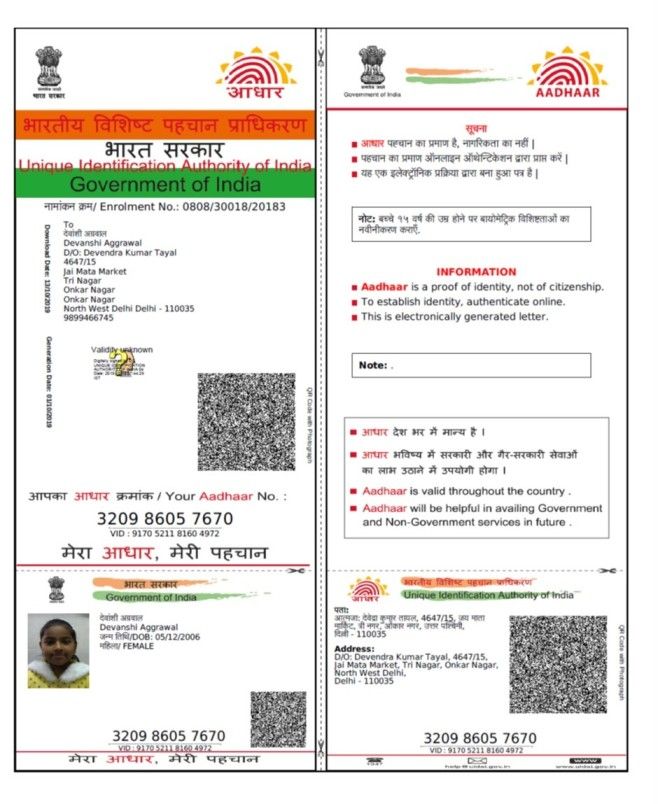 भारत सरकार
आधार
भारतीय विशिष्ट पहचान प्राधिकरण
भारत सरकार
Unique Identification Authority of India
Government of India
नामांकन क्रम/ Enrolment No.: 0808/30018/20183
Download Date: 13/10/2019
Generation Date: 01/10/2019
To
देवांशी अग्रवाल
Devanshi Aggrawal
D/O: Devendra Kumar Tayal
4647/15
Jai Mata Market
Tri Nagar
Onkar Nagar
Onkar Nagar
North West Delhi Delhi - 110035
9899466745
Validity unknown
QR Code with Photograph
आपका आधार क्रमांक / Your Aadhaar No. :
3209 8605 7670
VID : 9170 5211 8160 4972
मेरा आधार, मेरी पहचान
भारत सरकार
Government of India
देवांशी अग्रवाल
Devanshi Aggrawal
जन्म तिथि/DOB: 05/12/2006
महिला/ FEMALE
3209 8605 7670
VID : 9170 5211 8160 4972
मेरा आधार, मेरी पहचान
Government of India
AADHAAR
सूचना
आधार पहचान का प्रमाण है, नागरिकता का नहीं |
पहचान का प्रमाण ऑनलाइन ऑथेन्टिकेशन द्वारा प्राप्त करें |
यह एक इलेक्ट्रॉनिक प्रक्रिया द्वारा बना हुआ पत्र है |
नोट: बच्चे १५ वर्ष की उम्र होने पर बायोमेट्रिक विशिष्टताओं का
नवीनीकरण कराएँ.
INFORMATION
Aadhaar is a proof of identity, not of citizenship.
To establish identity, authenticate online.
This is electronically generated letter.
Note: .
आधार देश भर में मान्य है ।
आधार भविष्य में सरकारी और गैर-सरकारी सेवाओं
का लाभ उठाने में उपयोगी होगा ।
Aadhaar is valid throughout the country .
Aadhaar will be helpful in availing Government
and Non-Government services in future .
आधार
भारतीय विशिष्ट पहचान प्राधिकरण
Unique Identification Authority of India
पता:
आत्मजा: देवेंद्र कुमार तायल, 4647/15, जय माता
मार्किट, त्री नगर, ओंकार नगर, उत्तर पश्चिमी,
दिल्ली - 110035
Address:
D/O: Devendra Kumar Tayal, 4647/15,
Jai Mata Market, Tri Nagar, Onkar Nagar,
North West Delhi,
Delhi - 110035
QR Code with Photograph
3209 8605 7670
VID : 9170 5211 8160 4972
1947
help@uidai.gov.in
www
www.uidai.gov.in